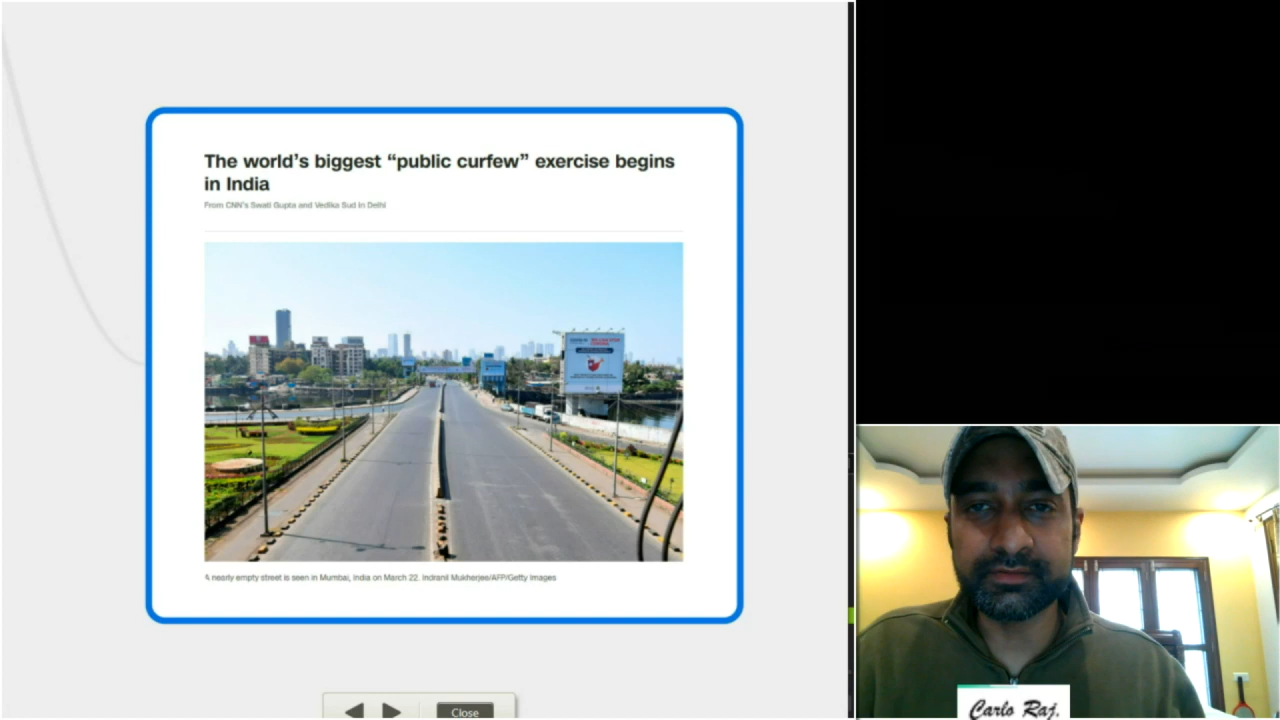 The world's biggest “public curfew” exercise begins
in India
From CNN's Swati Gupta and Vedika Sud in Delhi
A nearly empty street is seen in Mumbai, India on March 22. Indranil Mukherjee/AFP/Getty Images
Close
Carlo Raj.